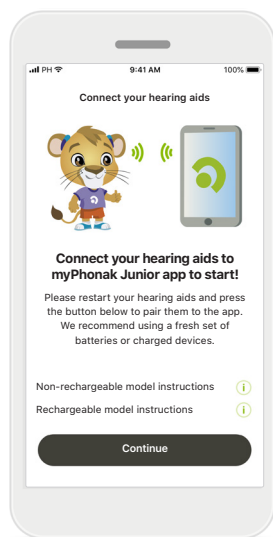 PH 9:41 AM 100%
Connect your hearing aids
Connect your hearing aids to
myPhonak Junior app to start!
Please restart your hearing aids and press
the button below to pair them to the app.
We recommend using a fresh set of
batteries or charged devices.
Non-rechargeable model instructions i
Rechargeable model instructions i
Continue